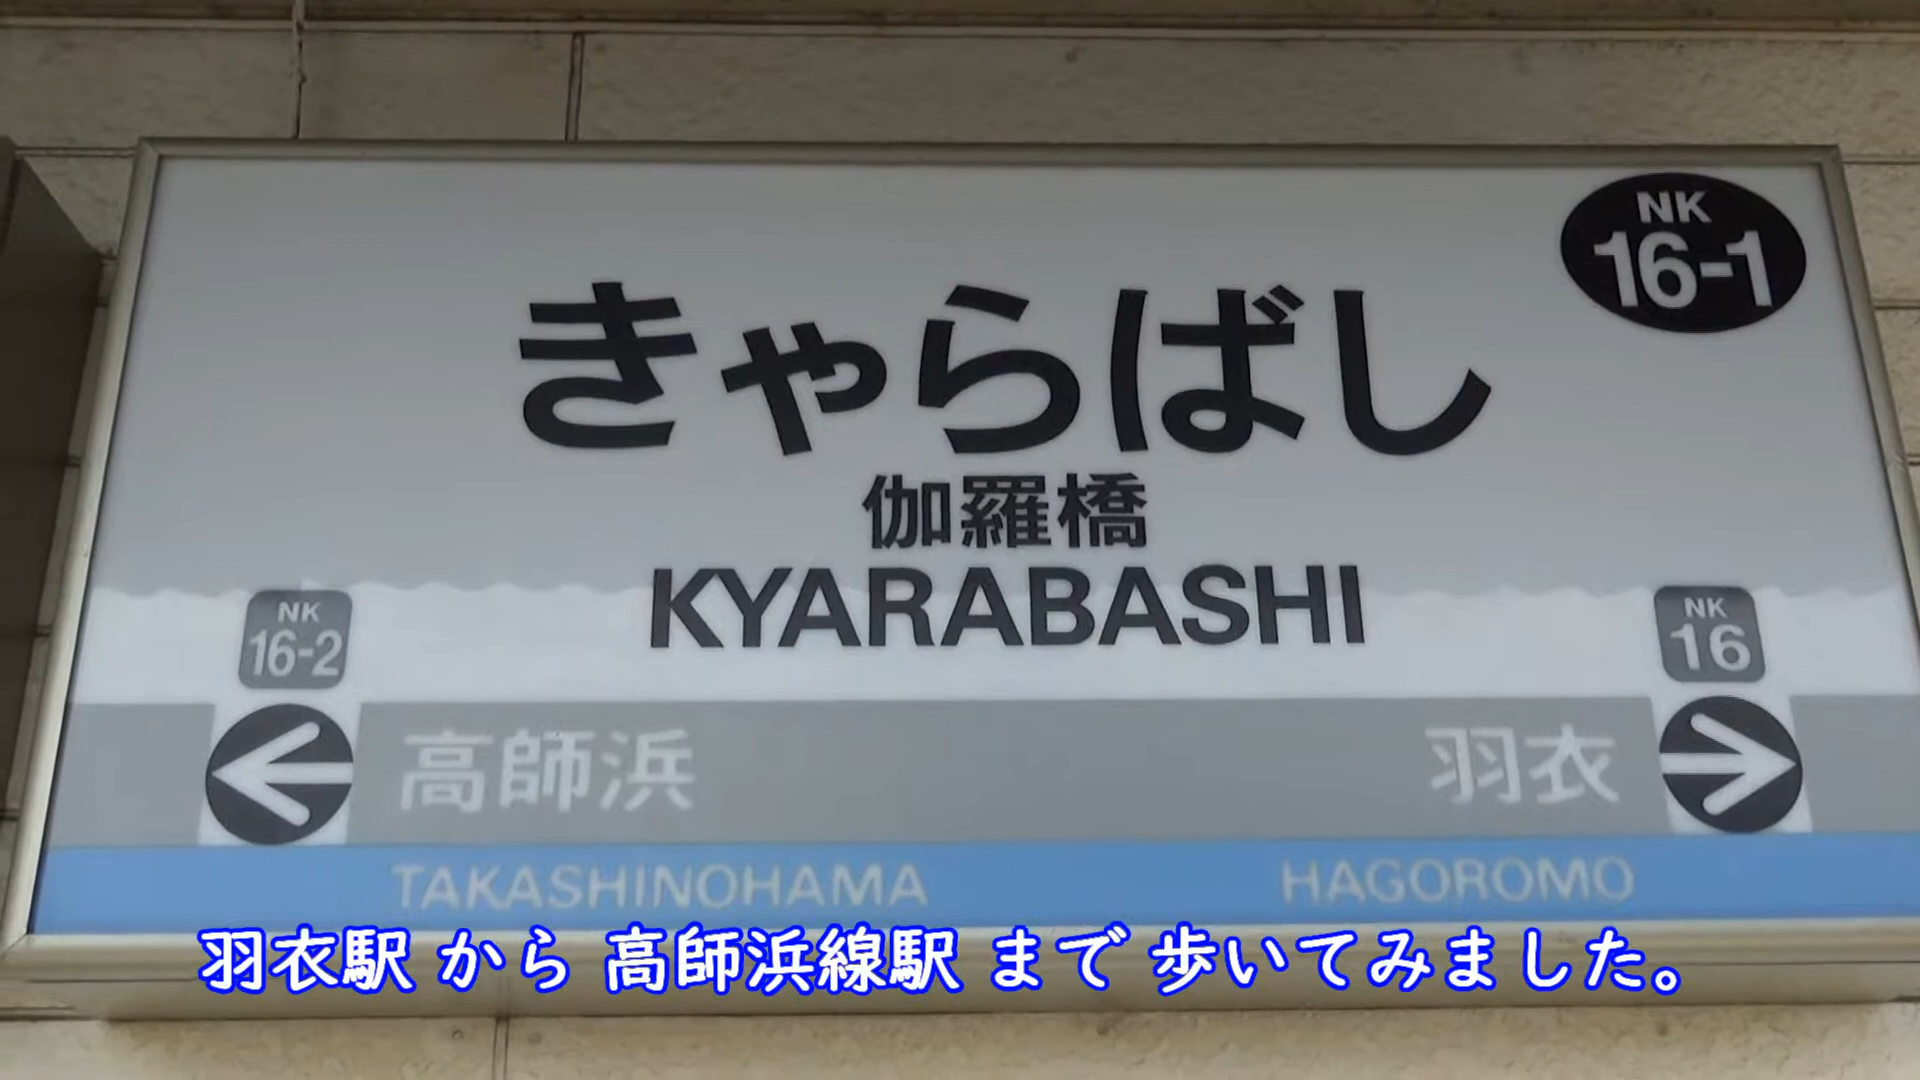 NK
16-1
きゃらばし
伽羅橋
KYARABASHI
NK
16-2
NK
16
高師浜
羽衣
TAKASHINOHAMA
HAGOROMO
羽衣駅 から 高師浜線駅 まで 歩いてみました。